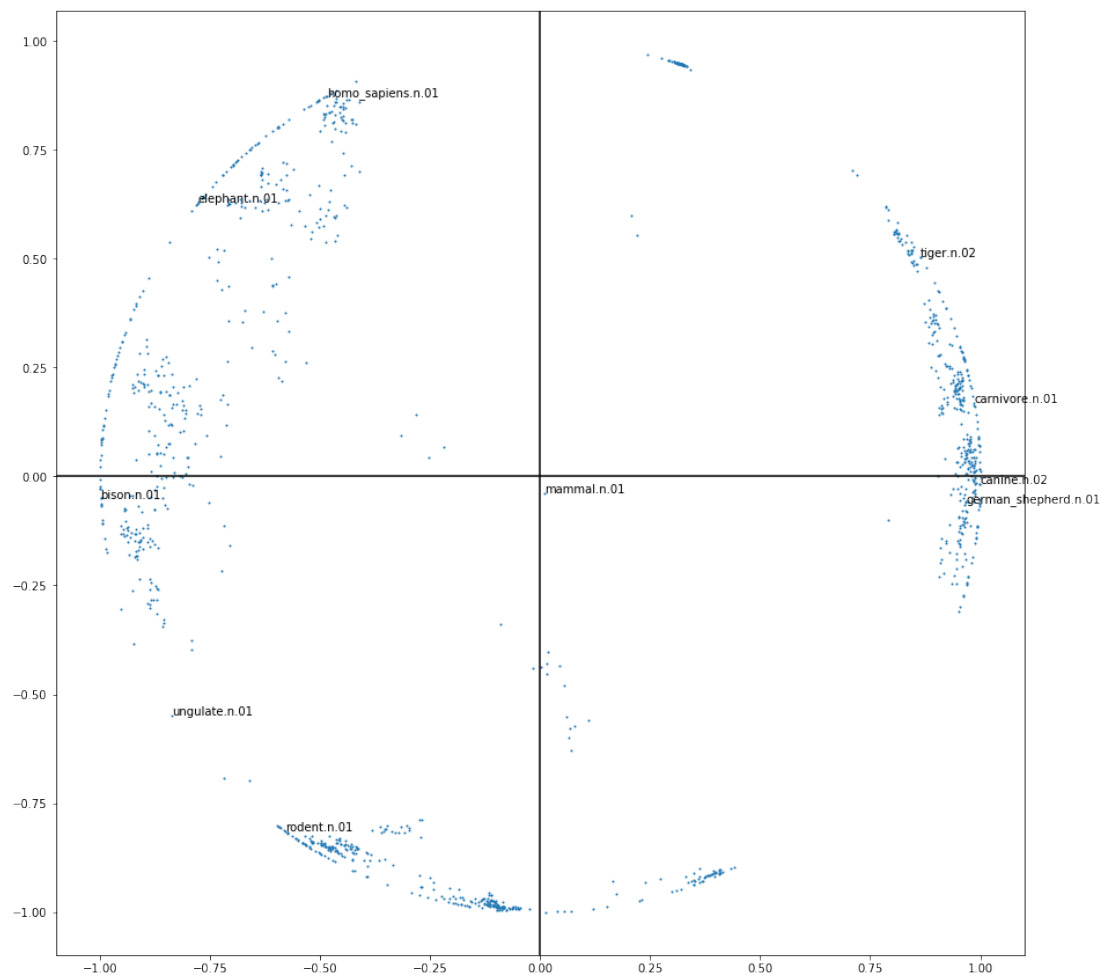 1.00
homo_sapiens.n.01
0.75
elephant.n.01
tiger.n.02
0.50
0.25
carnivore.n.01
0.00
canine.n.02
mammal.n.01
bison.n.01
german_shepherd.n.01
−0.25
−0.50
ungulate.n.01
−0.75
rodent.n.01
−1.00
−1.00 −0.75 −0.50 −0.25 0.00 0.25 0.50 0.75 1.00